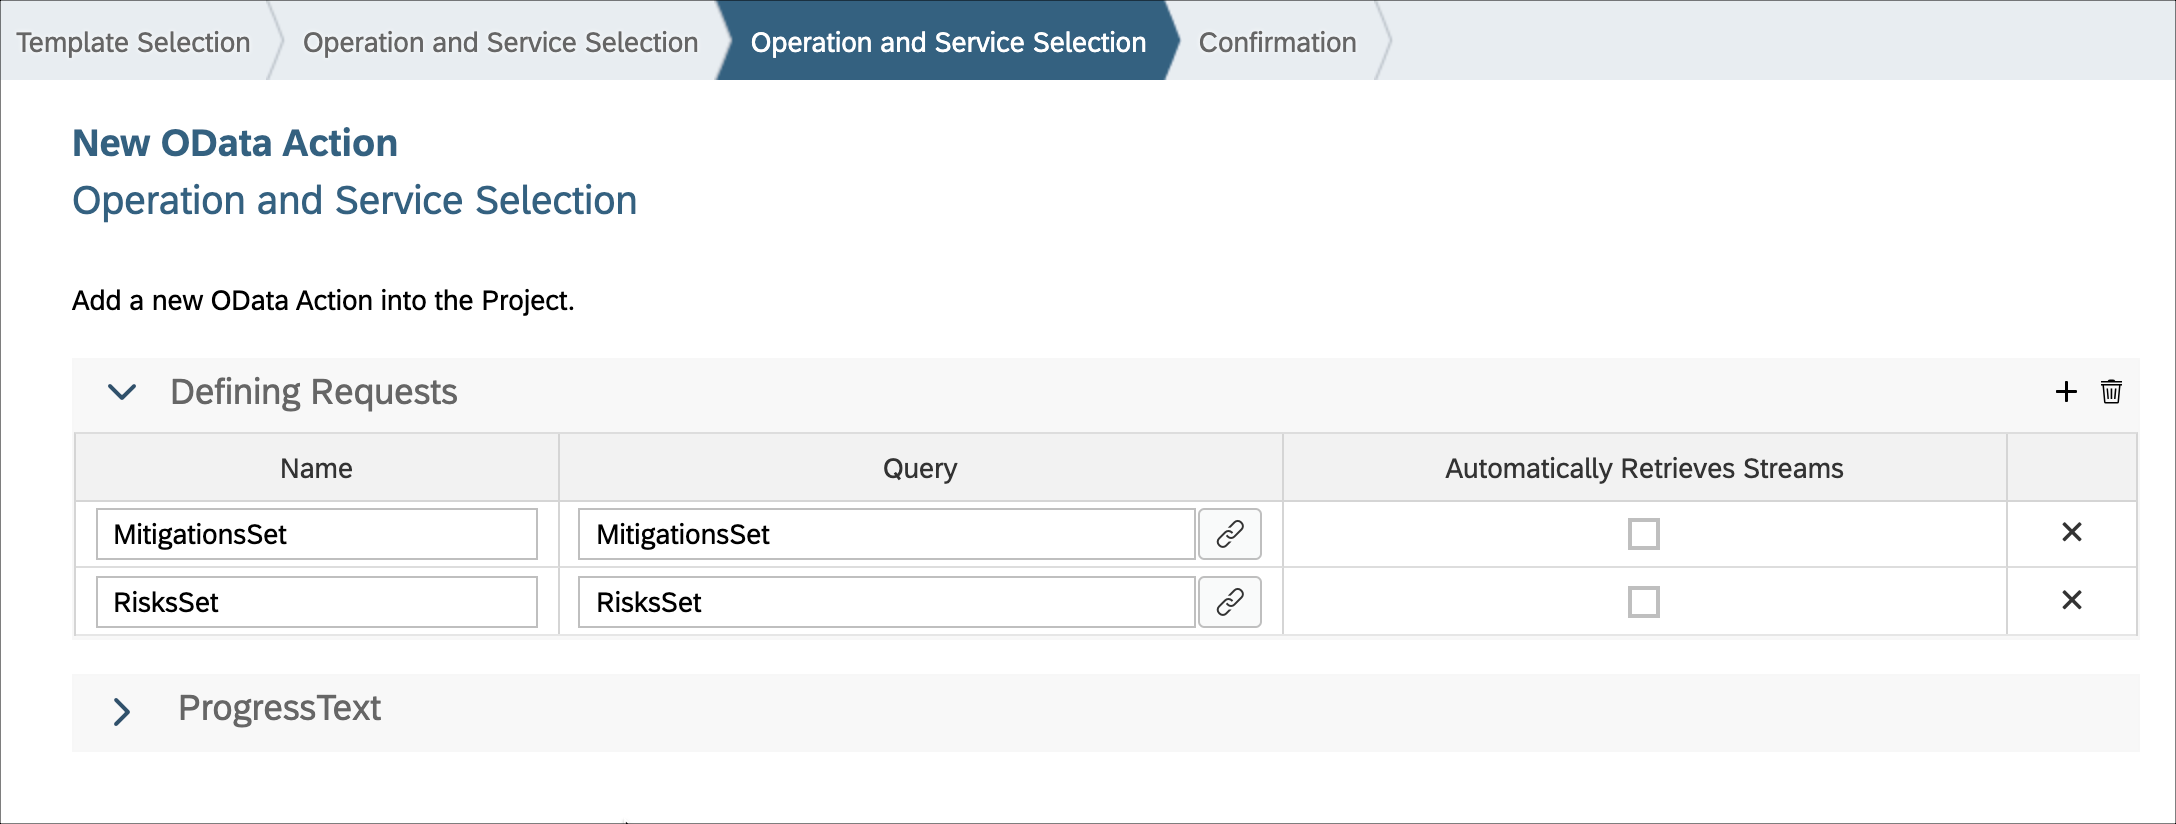 Template Selection
Operation and Service Selection
Operation and Service Selection
Confirmation
New OData Action
Operation and Service Selection
Add a new OData Action into the Project.
Defining Requests
Name
Query
Automatically Retrieves Streams
MitigationsSet
MitigationsSet
RisksSet
RisksSet
ProgressText